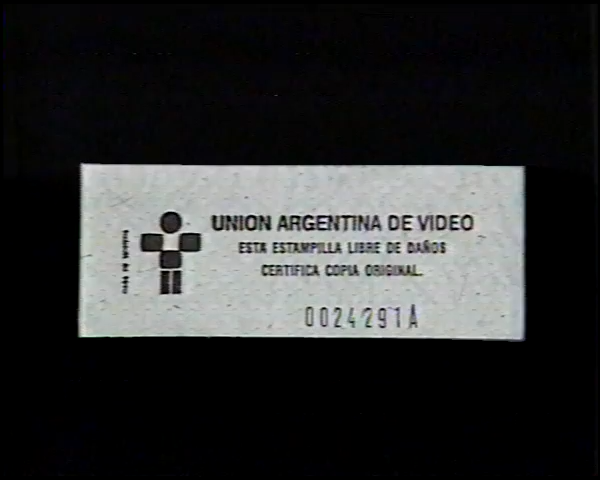 UNION ARGENTINA DE VIDEO
ESTA ESTAMPILLA LIBRE DE DAÑOS
CERTIFICA COPIA ORIGINAL.
0024291A